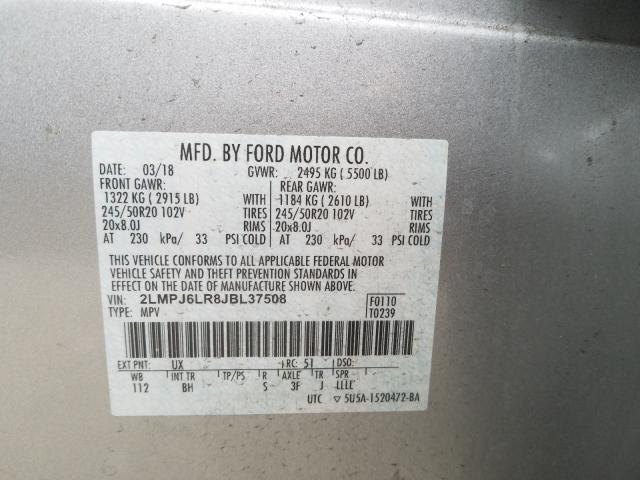 MFD. BY FORD MOTOR CO.
DATE: 03/18 GVWR: 2495 KG ( 5500 LB)
FRONT GAWR: REAR GAWR:
1322 KG ( 2915 LB) WITH 1184 KG ( 2610 LB) WITH
245/50R20 102V TIRES 245/50R20 102V TIRES
20x8.0J RIMS 20x8.0J RIMS
AT 230 kPa/ 33 PSI COLD AT 230 kPa/ 33 PSI COLD
THIS VEHICLE CONFORMS TO ALL APPLICABLE FEDERAL MOTOR
VEHICLE SAFETY AND THEFT PREVENTION STANDARDS IN
EFFECT ON THE DATE OF MANUFACTURE SHOWN ABOVE.
VIN: 2LMPJ6LR8JBL37508 F0110
TYPE: MPV T0239
EXT PNT: UX RC: 51 DSO:
WB INT TR TP/PS R AXLE TR SPR
112 BH S 3F J LLLL
UTC ▽ 5U5A-1520472-BA